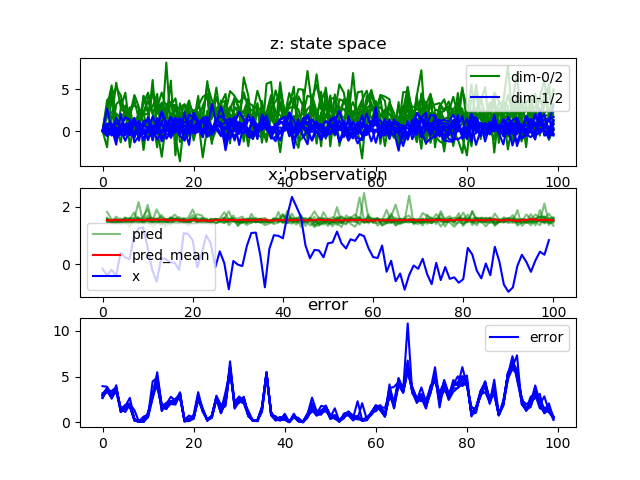 z: state space
5
0
dim-0/2
dim-1/2
0 20 40 60 80 100
x: observation
2
0
pred
pred_mean
x
0 20 40 60 80 100
error
10
5
0
error
0 20 40 60 80 100